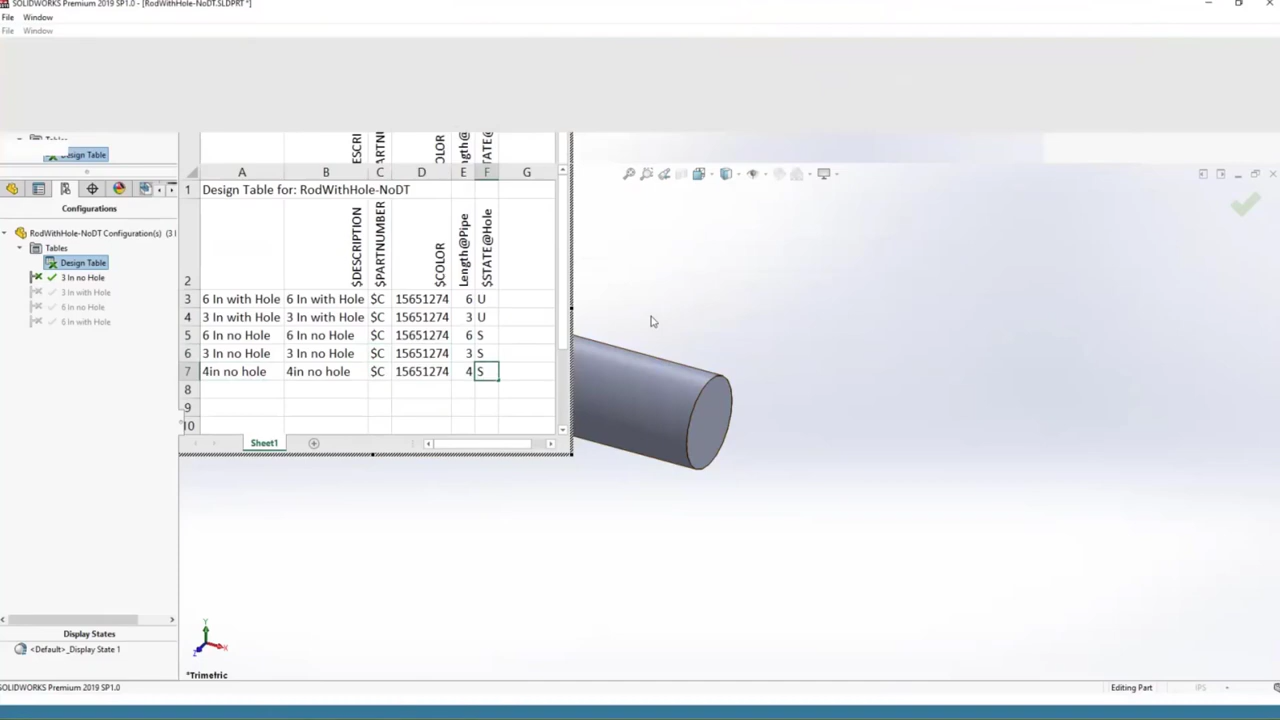 SOLIDWORKS Premium 2019 SP1.0 - [RodWithHole-NoDT.SLDPRT *]
File Window
File Window
Design Table
Configurations
RodWithHole-NoDT Configuration(s) (3 I
Tables
Design Table
3 In no Hole
3 In with Hole
6 In no Hole
6 In with Hole
Display States
<Default>_Display State 1
A B C D E F G
1 Design Table for: RodWithHole-NoDT
2 $DESCRIPTION $PARTNUMBER $COLOR Length@Pipe $STATE@Hole
3 6 In with Hole 6 In with Hole $C 15651274 6 U
4 3 In with Hole 3 In with Hole $C 15651274 3 U
5 6 In no Hole 6 In no Hole $C 15651274 6 S
6 3 In no Hole 3 In no Hole $C 15651274 3 S
7 4in no hole 4in no hole $C 15651274 4 S
8
9
10
Sheet1
Y
X
Z
*Trimetric
SOLIDWORKS Premium 2019 SP1.0
Editing Part
IPS